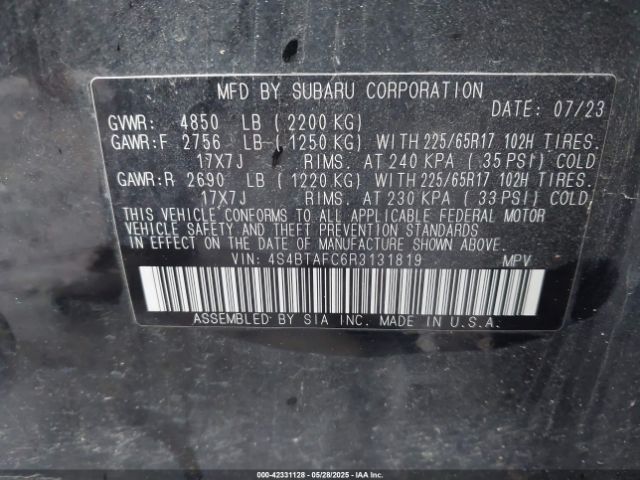 MFD BY SUBARU CORPORATION
DATE: 07/23
GVWR: 4850 LB (2200 KG)
GAWR:F 2756 LB (1250 KG) WITH 225/65R17 102H TIRES.
17X7J RIMS. AT 240 KPA (35 PSI) COLD
GAWR:R 2690 LB (1220 KG) WITH 225/65R17 102H TIRES.
17X7J RIMS. AT 230 KPA (33 PSI) COLD.
THIS VEHICLE CONFORMS TO ALL APPLICABLE FEDERAL MOTOR
VEHICLE SAFETY, BUMPER, AND THEFT PREVENTION STANDARDS
IN EFFECT ON THE DATE OF MANUFACTURE SHOWN ABOVE.
VIN: 4S4BTAFC6R3131819 MPV
ASSEMBLED BY SIA INC. MADE IN U.S.A.
000-42331128 - 05/28/2025 - IAAI.COM